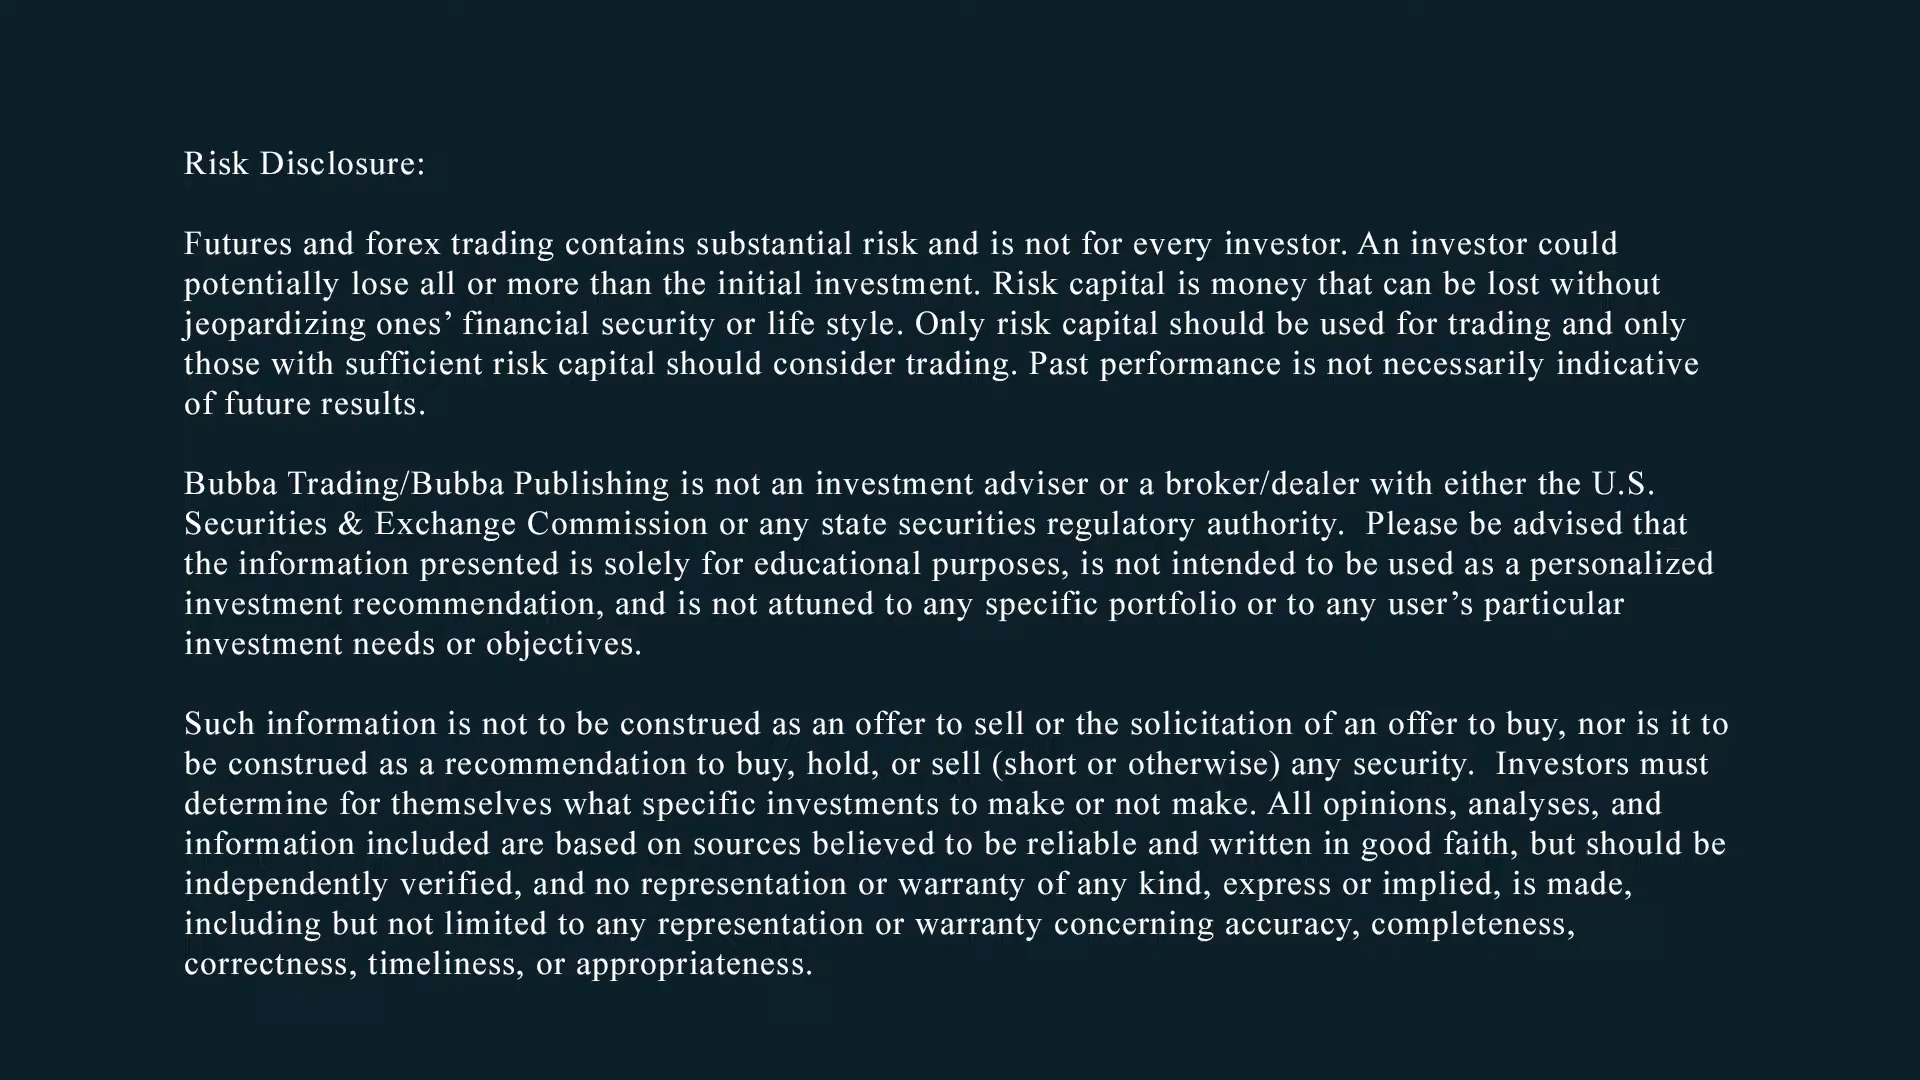 Risk Disclosure:
Futures and forex trading contains substantial risk and is not for every investor. An investor could
potentially lose all or more than the initial investment. Risk capital is money that can be lost without
jeopardizing ones’ financial security or life style. Only risk capital should be used for trading and only
those with sufficient risk capital should consider trading. Past performance is not necessarily indicative
of future results.
Bubba Trading/Bubba Publishing is not an investment adviser or a broker/dealer with either the U.S.
Securities & Exchange Commission or any state securities regulatory authority.  Please be advised that
the information presented is solely for educational purposes, is not intended to be used as a personalized
investment recommendation, and is not attuned to any specific portfolio or to any user’s particular
investment needs or objectives.
Such information is not to be construed as an offer to sell or the solicitation of an offer to buy, nor is it to
be construed as a recommendation to buy, hold, or sell (short or otherwise) any security.  Investors must
determine for themselves what specific investments to make or not make. All opinions, analyses, and
information included are based on sources believed to be reliable and written in good faith, but should be
independently verified, and no representation or warranty of any kind, express or implied, is made,
including but not limited to any representation or warranty concerning accuracy, completeness,
correctness, timeliness, or appropriateness.